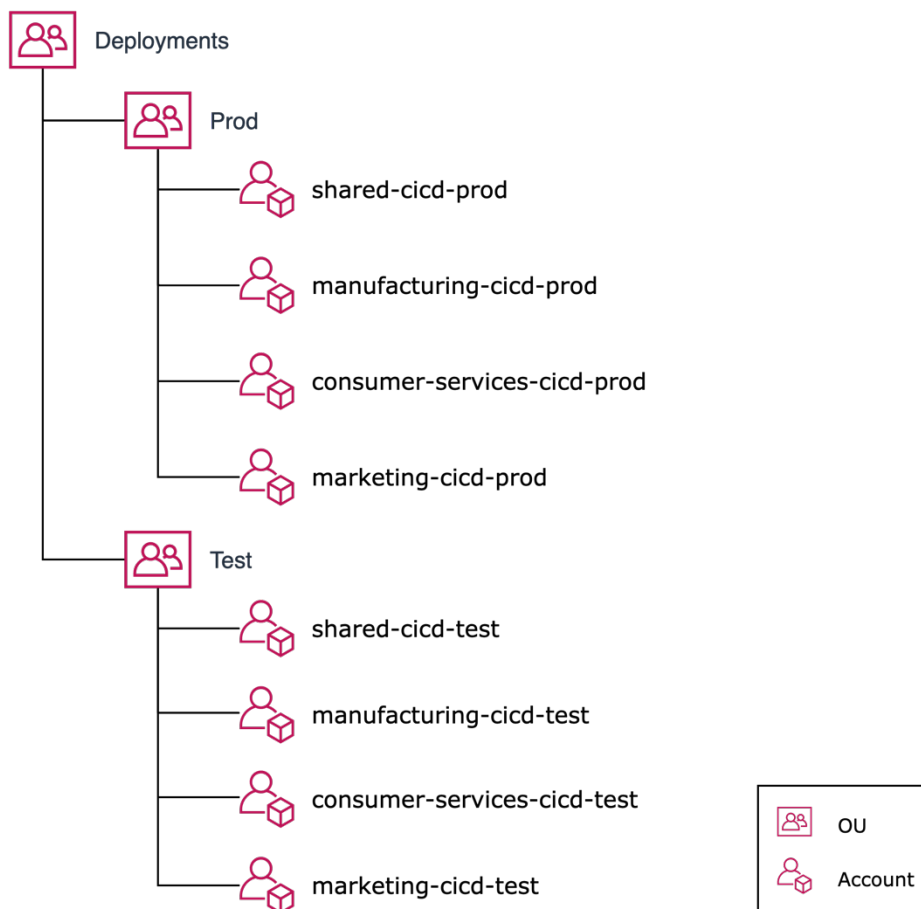 Deployments
Prod
shared-cicd-prod
manufacturing-cicd-prod
consumer-services-cicd-prod
marketing-cicd-prod
Test
shared-cicd-test
manufacturing-cicd-test
consumer-services-cicd-test
marketing-cicd-test
OU
Account